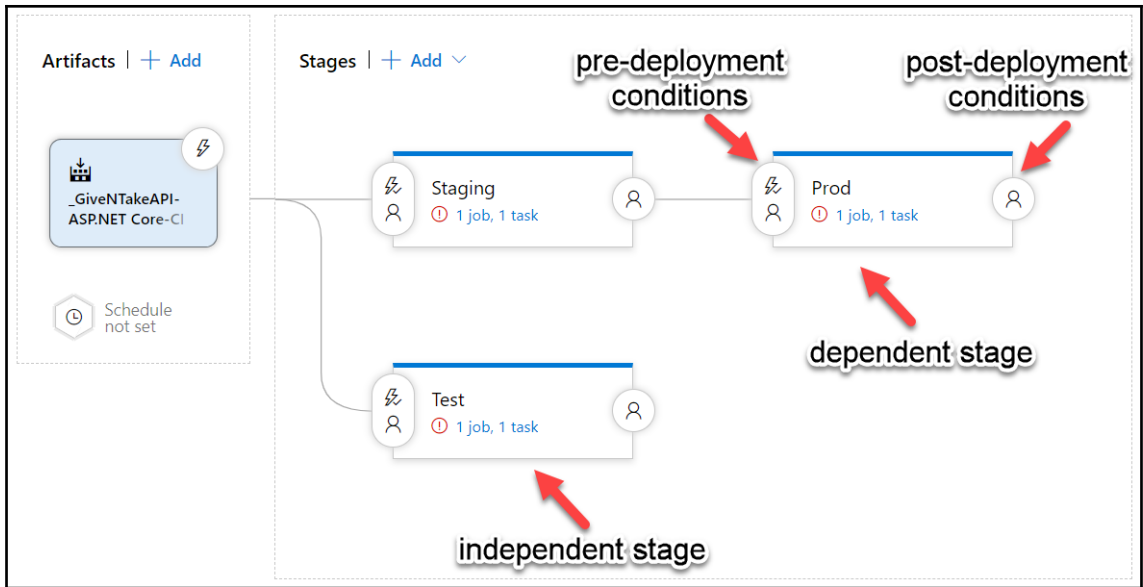 Artifacts | + Add
Stages | + Add
pre-deployment
conditions
post-deployment
conditions
_GiveNTakeAPI-
ASP.NET Core-CI
Staging
1 job, 1 task
Prod
1 job, 1 task
Schedule
not set
dependent stage
Test
1 job, 1 task
independent stage